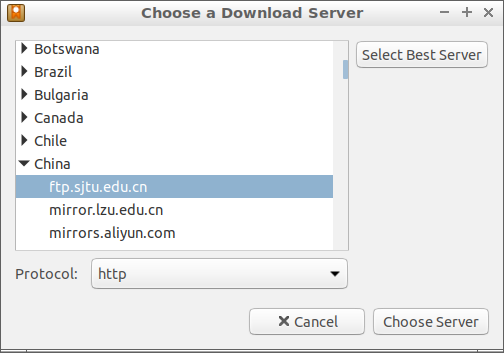 Choose a Download Server
Botswana
Select Best Server
Brazil
Bulgaria
Canada
Chile
China
ftp.sjtu.edu.cn
mirror.lzu.edu.cn
mirrors.aliyun.com
Protocol: http
Cancel Choose Server